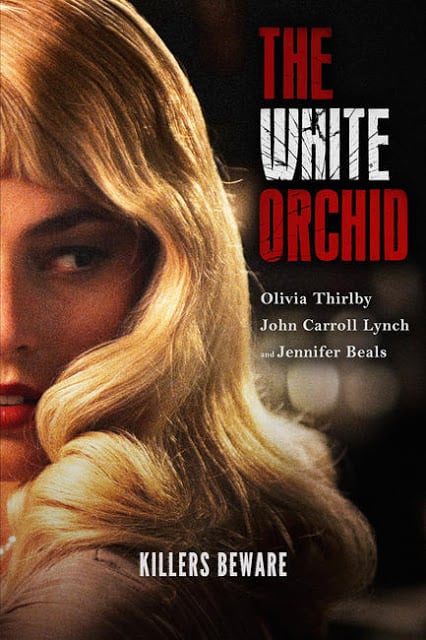 THE
WHITE
ORCHID
Olivia Thirlby
John Carroll Lynch
and Jennifer Beals
KILLERS BEWARE